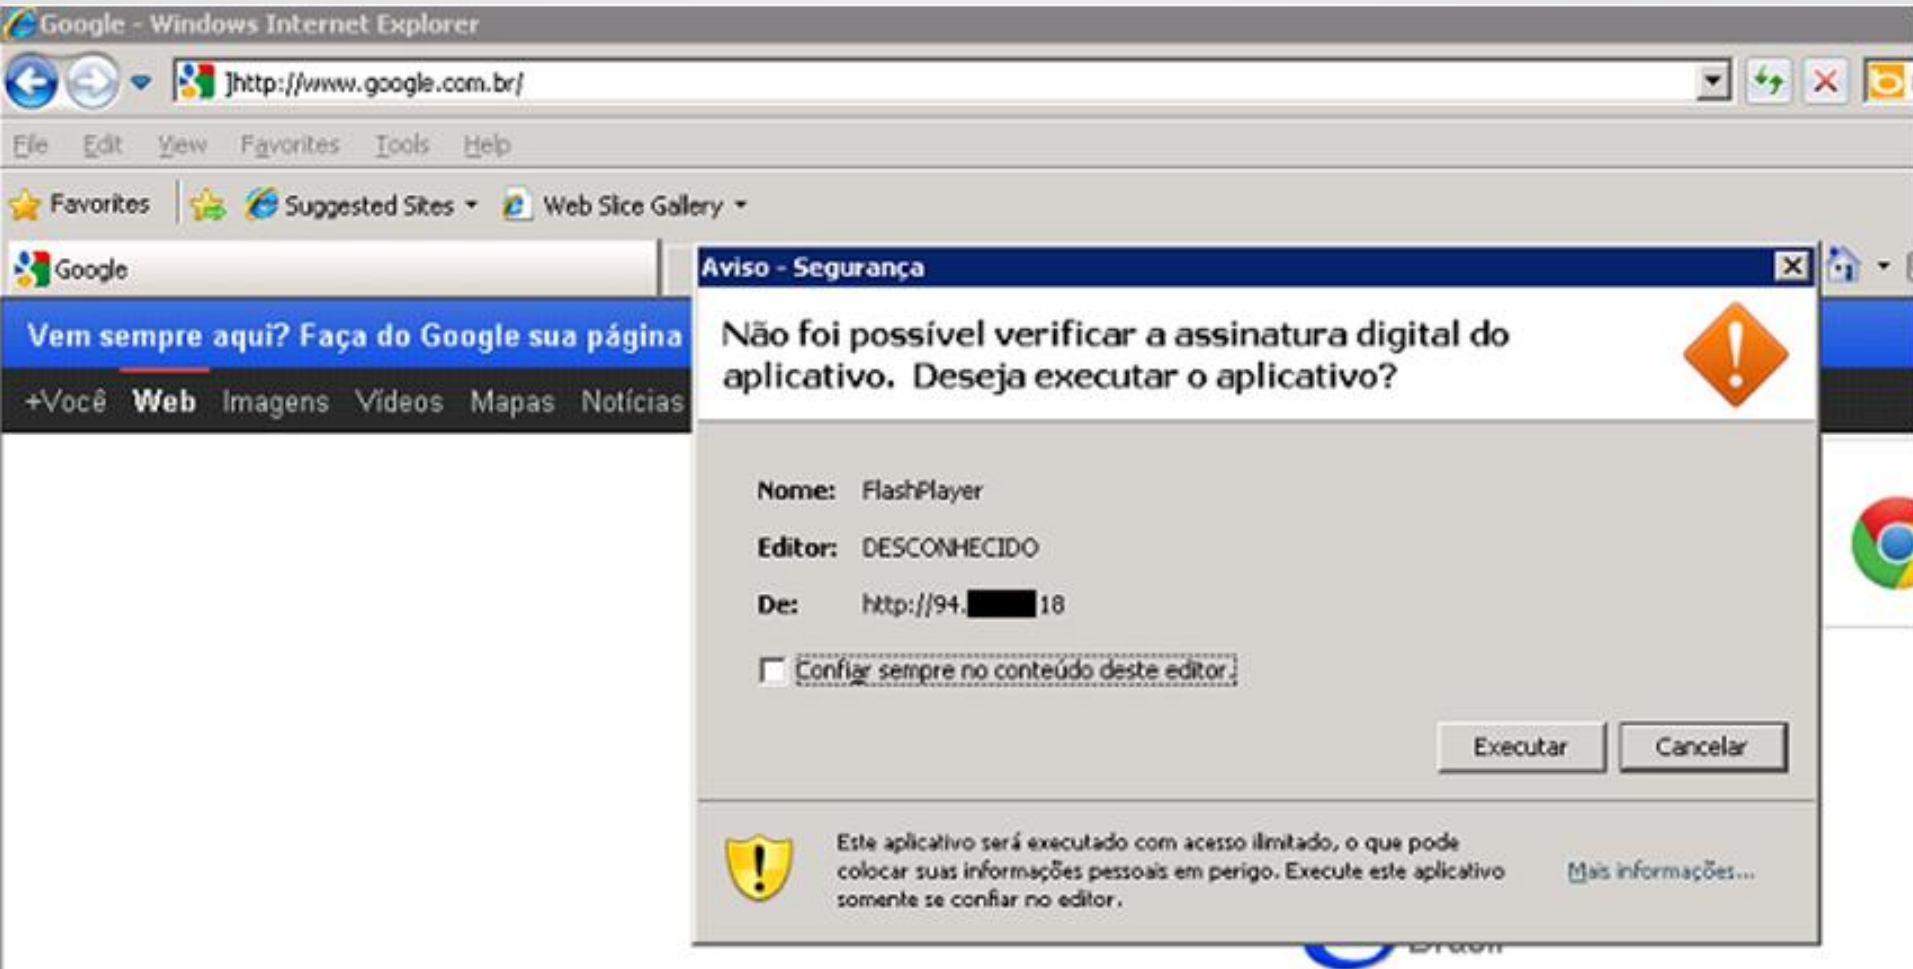 Google - Windows Internet Explorer
]http://www.google.com.br/
File Edit View Favorites Tools Help
Favorites Suggested Sites Web Slice Gallery
Google
Aviso - Segurança
Vem sempre aqui? Faça do Google sua página
+Você Web Imagens Vídeos Mapas Notícias
Não foi possível verificar a assinatura digital do
aplicativo. Deseja executar o aplicativo?
Nome: FlashPlayer
Editor: DESCONHECIDO
De: http://94. 18
Confiar sempre no conteúdo deste editor.
Executar Cancelar
Este aplicativo será executado com acesso ilimitado, o que pode
colocar suas informações pessoais em perigo. Execute este aplicativo
somente se confiar no editor.
Mais informações...